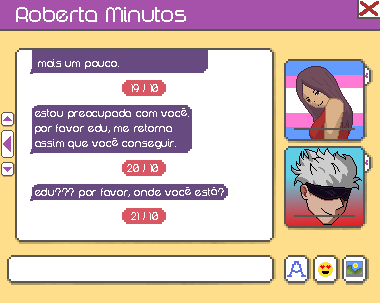 Roberta Minutos
mais um pouco.
19 / 10
estou preocupada com você,
por favor edu, me retorna
assim que você conseguir.
20 / 10
edu??? por favor, onde você está?
21 / 10
A